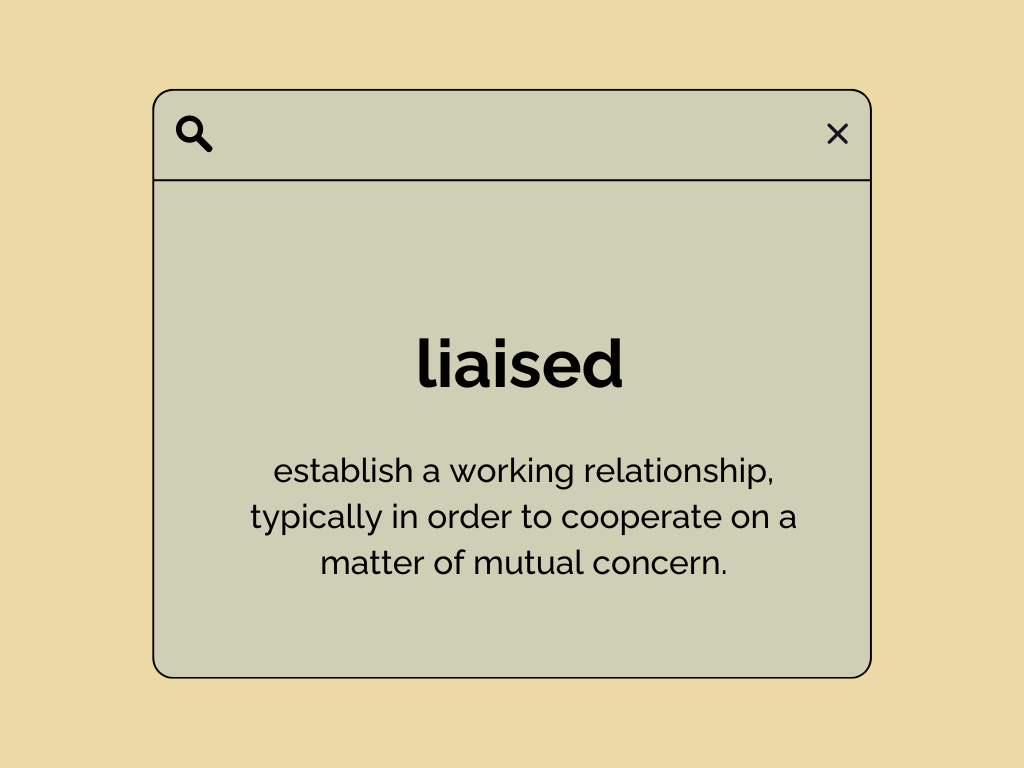 liaised
establish a working relationship,
typically in order to cooperate on a
matter of mutual concern.